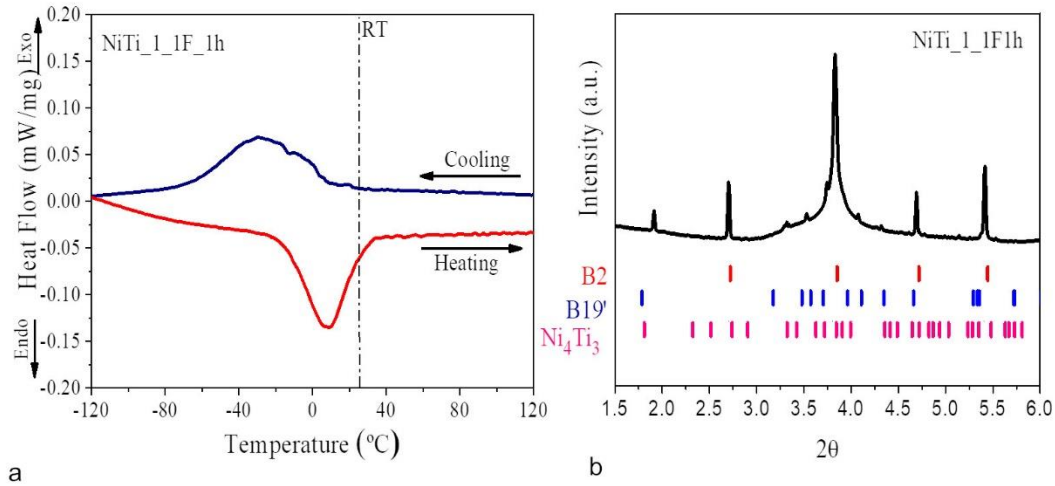 0.20
0.15
0.10
0.05
0.00
-0.05
-0.10
-0.15
-0.20
Heat Flow (mW/mg)
Exo
Endo
NiTi_1_1F_1h
RT
Cooling
Heating
-120
-80
-40
0
40
80
120
Temperature (ºC)
a
Intensity (a.u.)
NiTi_1_1F1h
B2
B19'
Ni4Ti3
1.5
2.0
2.5
3.0
3.5
4.0
4.5
5.0
5.5
6.0
2θ
b